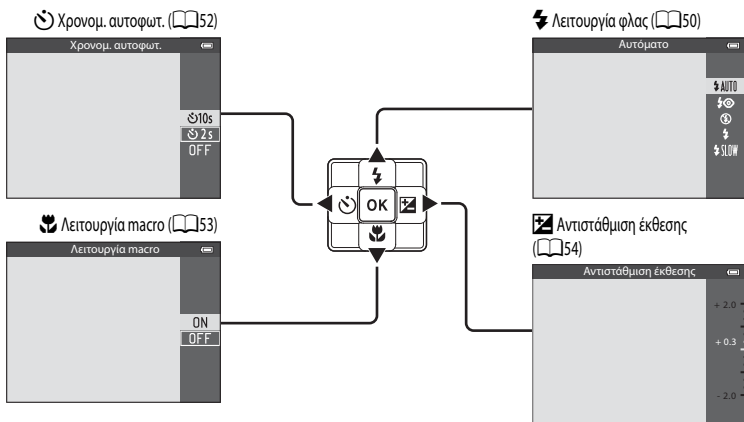 Χρονομ. αυτοφωτ. (52)
Χρονομ. αυτοφωτ.
10s
2s
OFF
Λειτουργία φλας (50)
Αυτόματο
AUTO
SLOW
OK
Λειτουργία macro (53)
Λειτουργία macro
ON
OFF
Αντιστάθμιση έκθεσης
(54)
Αντιστάθμιση έκθεσης
+ 2.0
+ 0.3
- 2.0